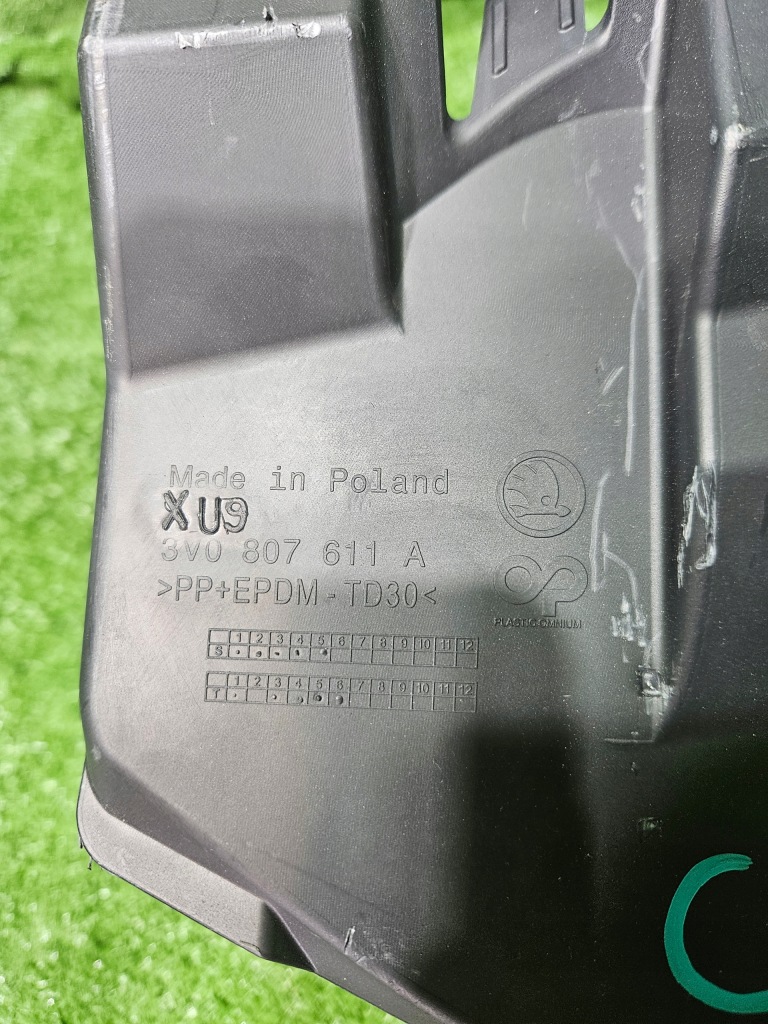 Made in Poland
XU9
3V0 807 611 A
>PP+EPDM-TD30<
PLASTIC OMNIUM
1 2 3 4 5 6 7 8 9 10 11 12
S
1 2 3 4 5 6 7 8 9 10 11 12
T